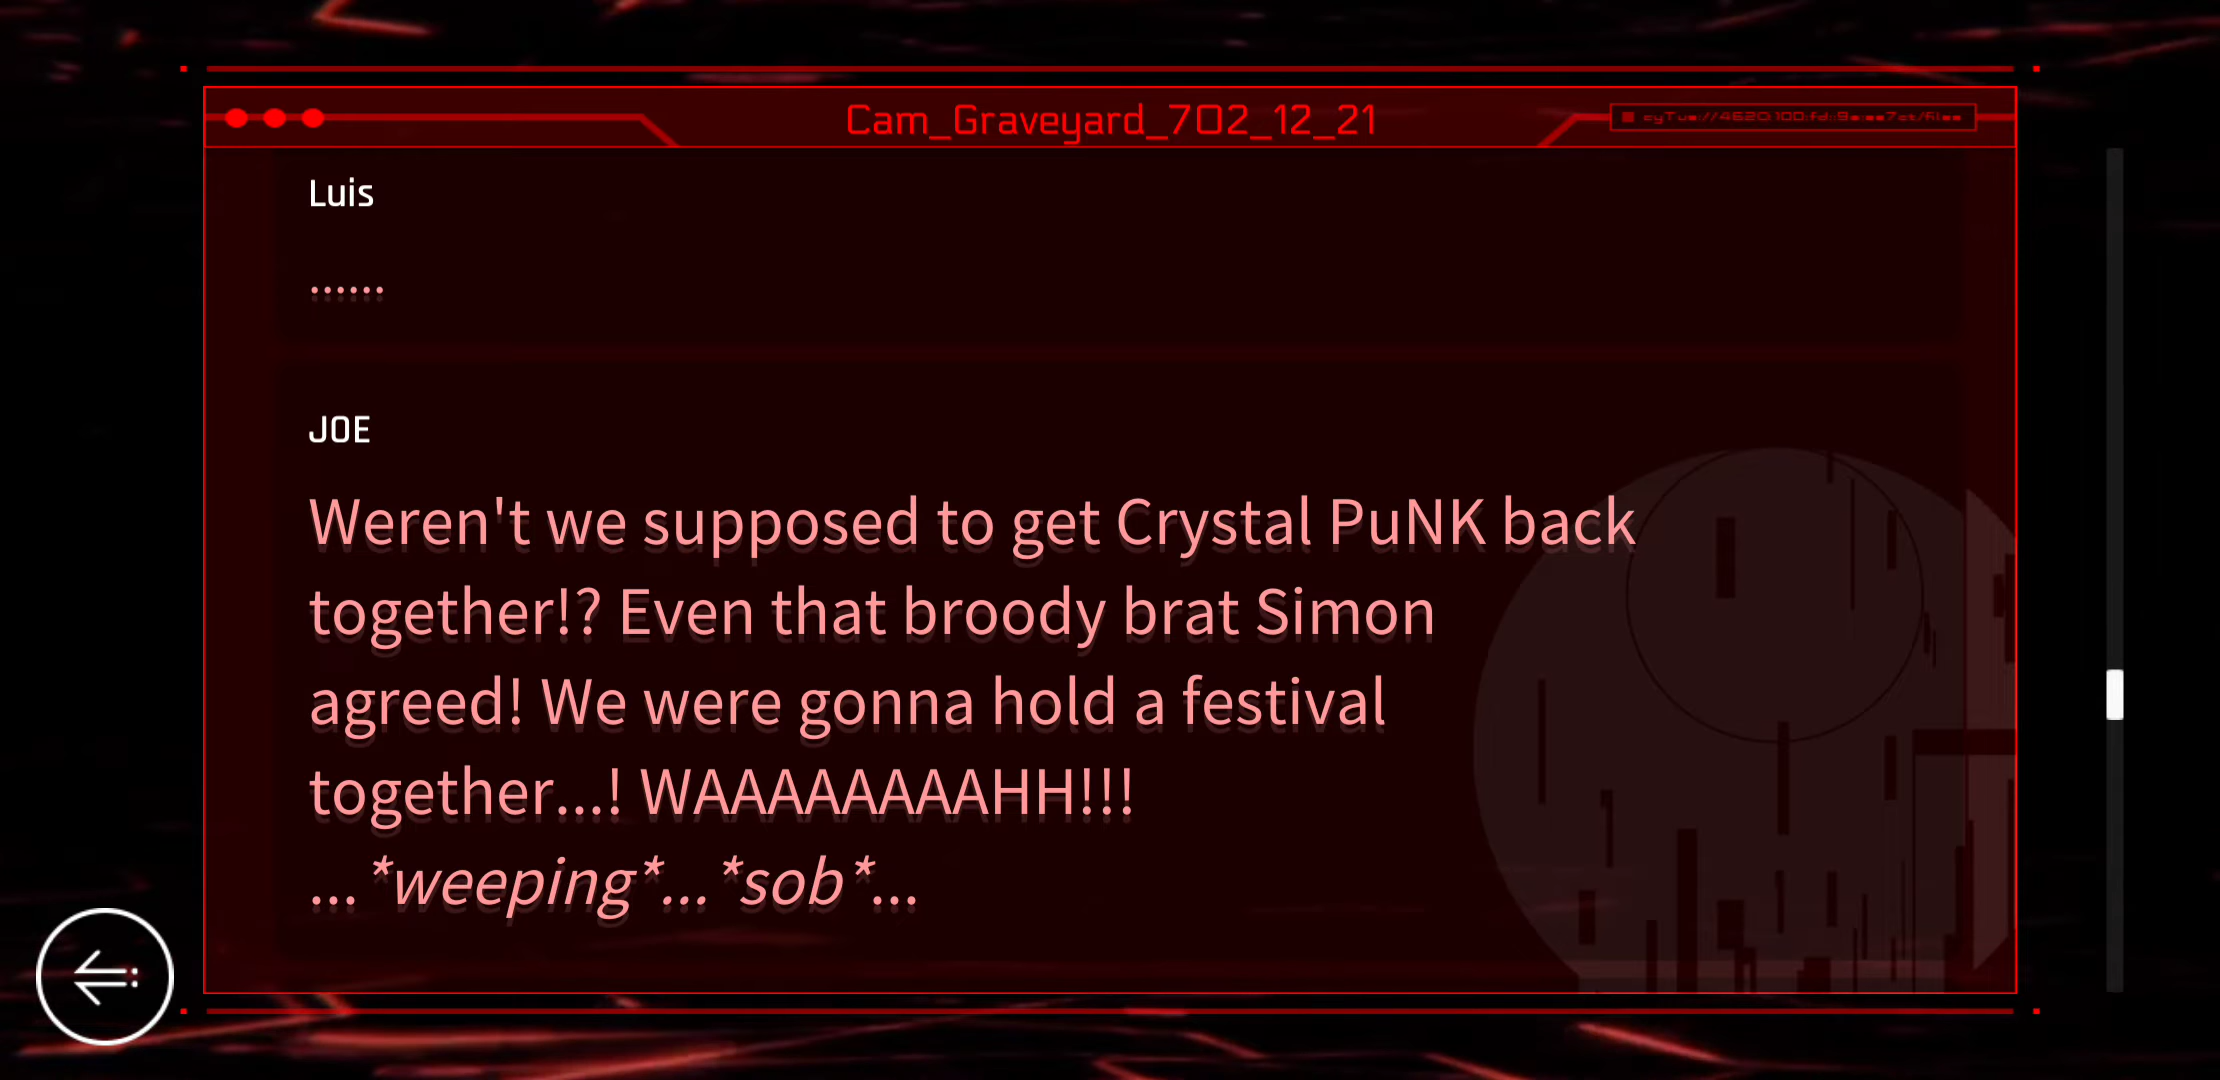 Cam_Graveyard_702_12_21
Luis
......
JOE
Weren't we supposed to get Crystal PuNK back
together!? Even that broody brat Simon
agreed! We were gonna hold a festival
together...! WAAAAAAAAHH!!!
...*weeping*...*sob*...